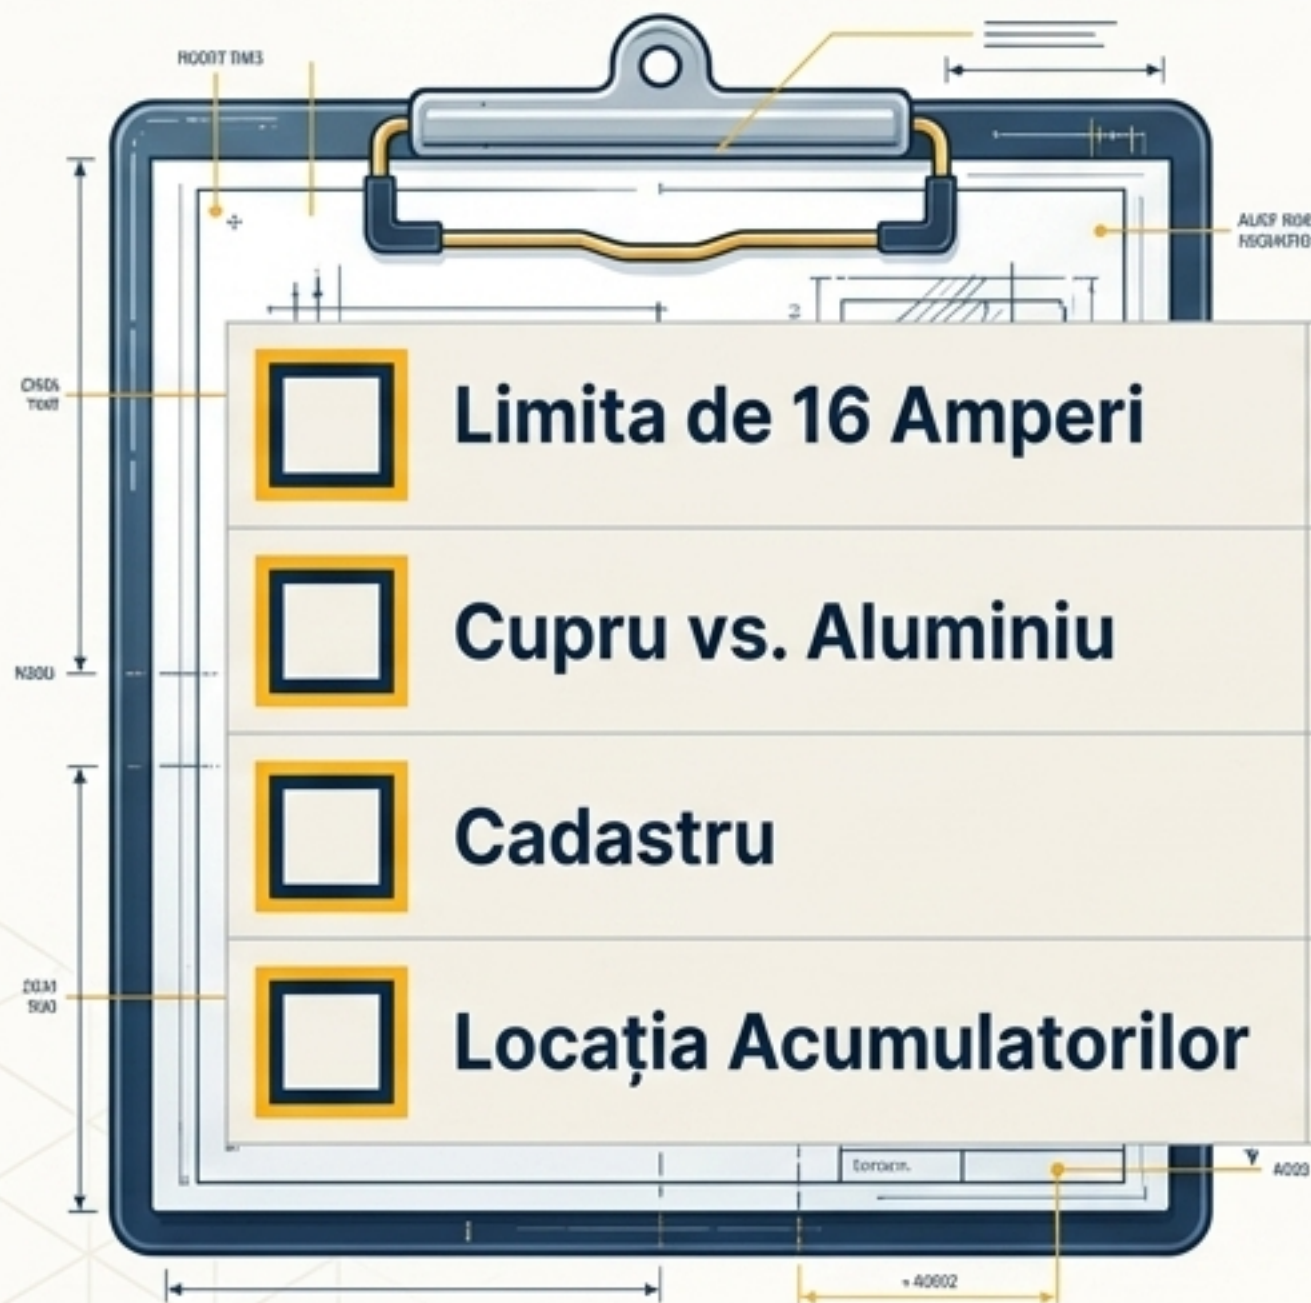 Limita de 16 Amperi
Cupru vs. Aluminiu
Cadastru
Locația Acumulatorilor